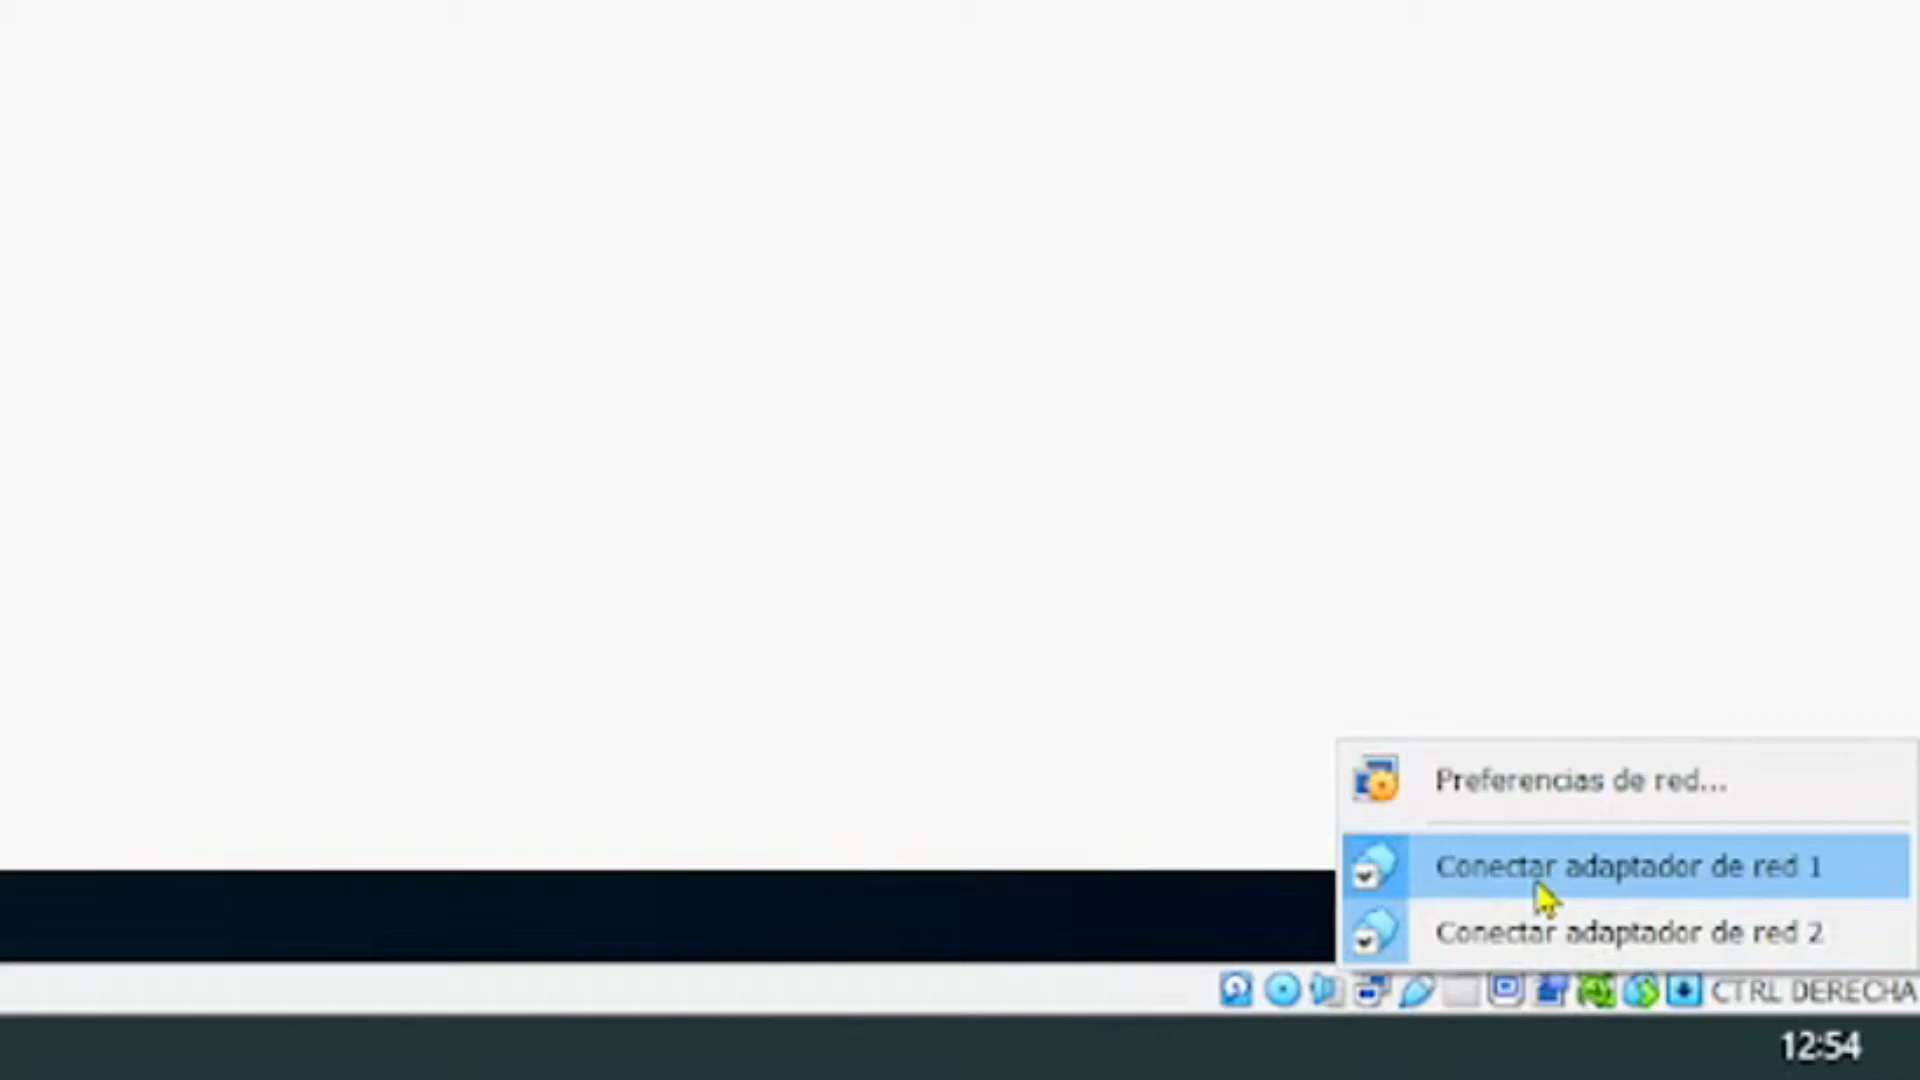 Preferencias de red...
Conectar adaptador de red 1
Conectar adaptador de red 2
CTRL DERECHA
12:54